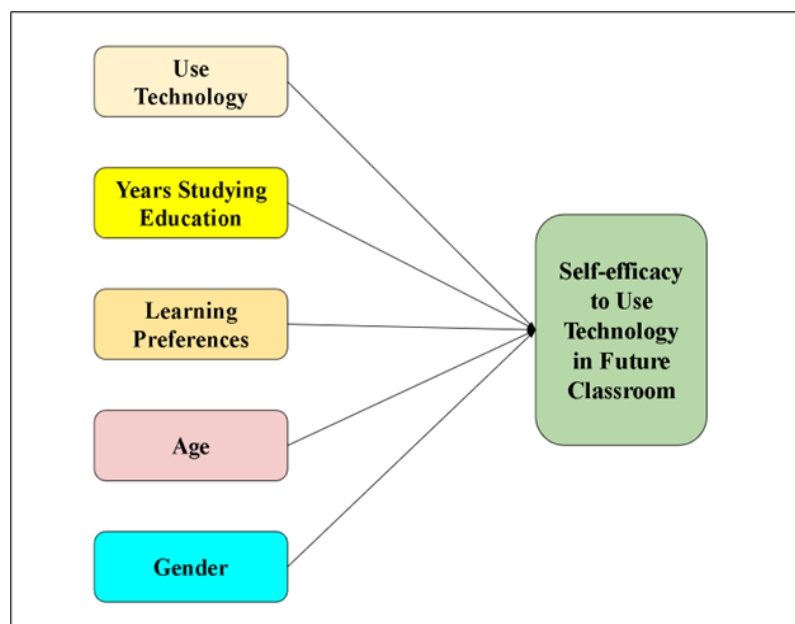 Use
Technology
Years Studying
Education
Learning
Preferences
Age
Gender
Self-efficacy
to Use
Technology
in Future
Classroom